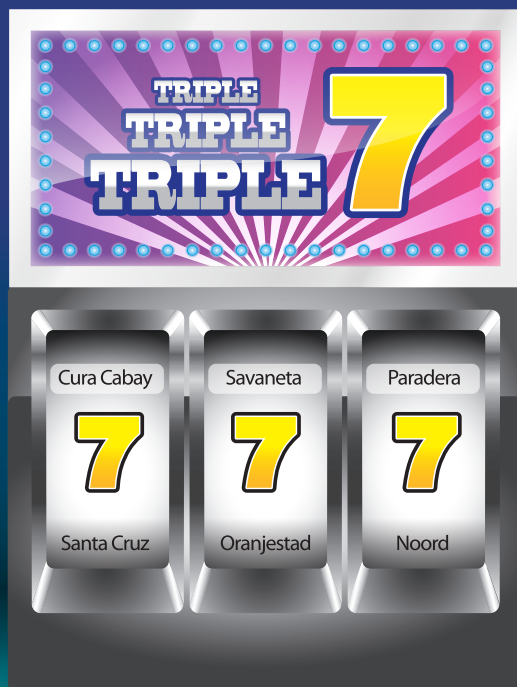 TRIPLE
TRIPLE
TRIPLE 7
Cura Cabay Savaneta Paradera
7 7 7
Santa Cruz Oranjestad Noord